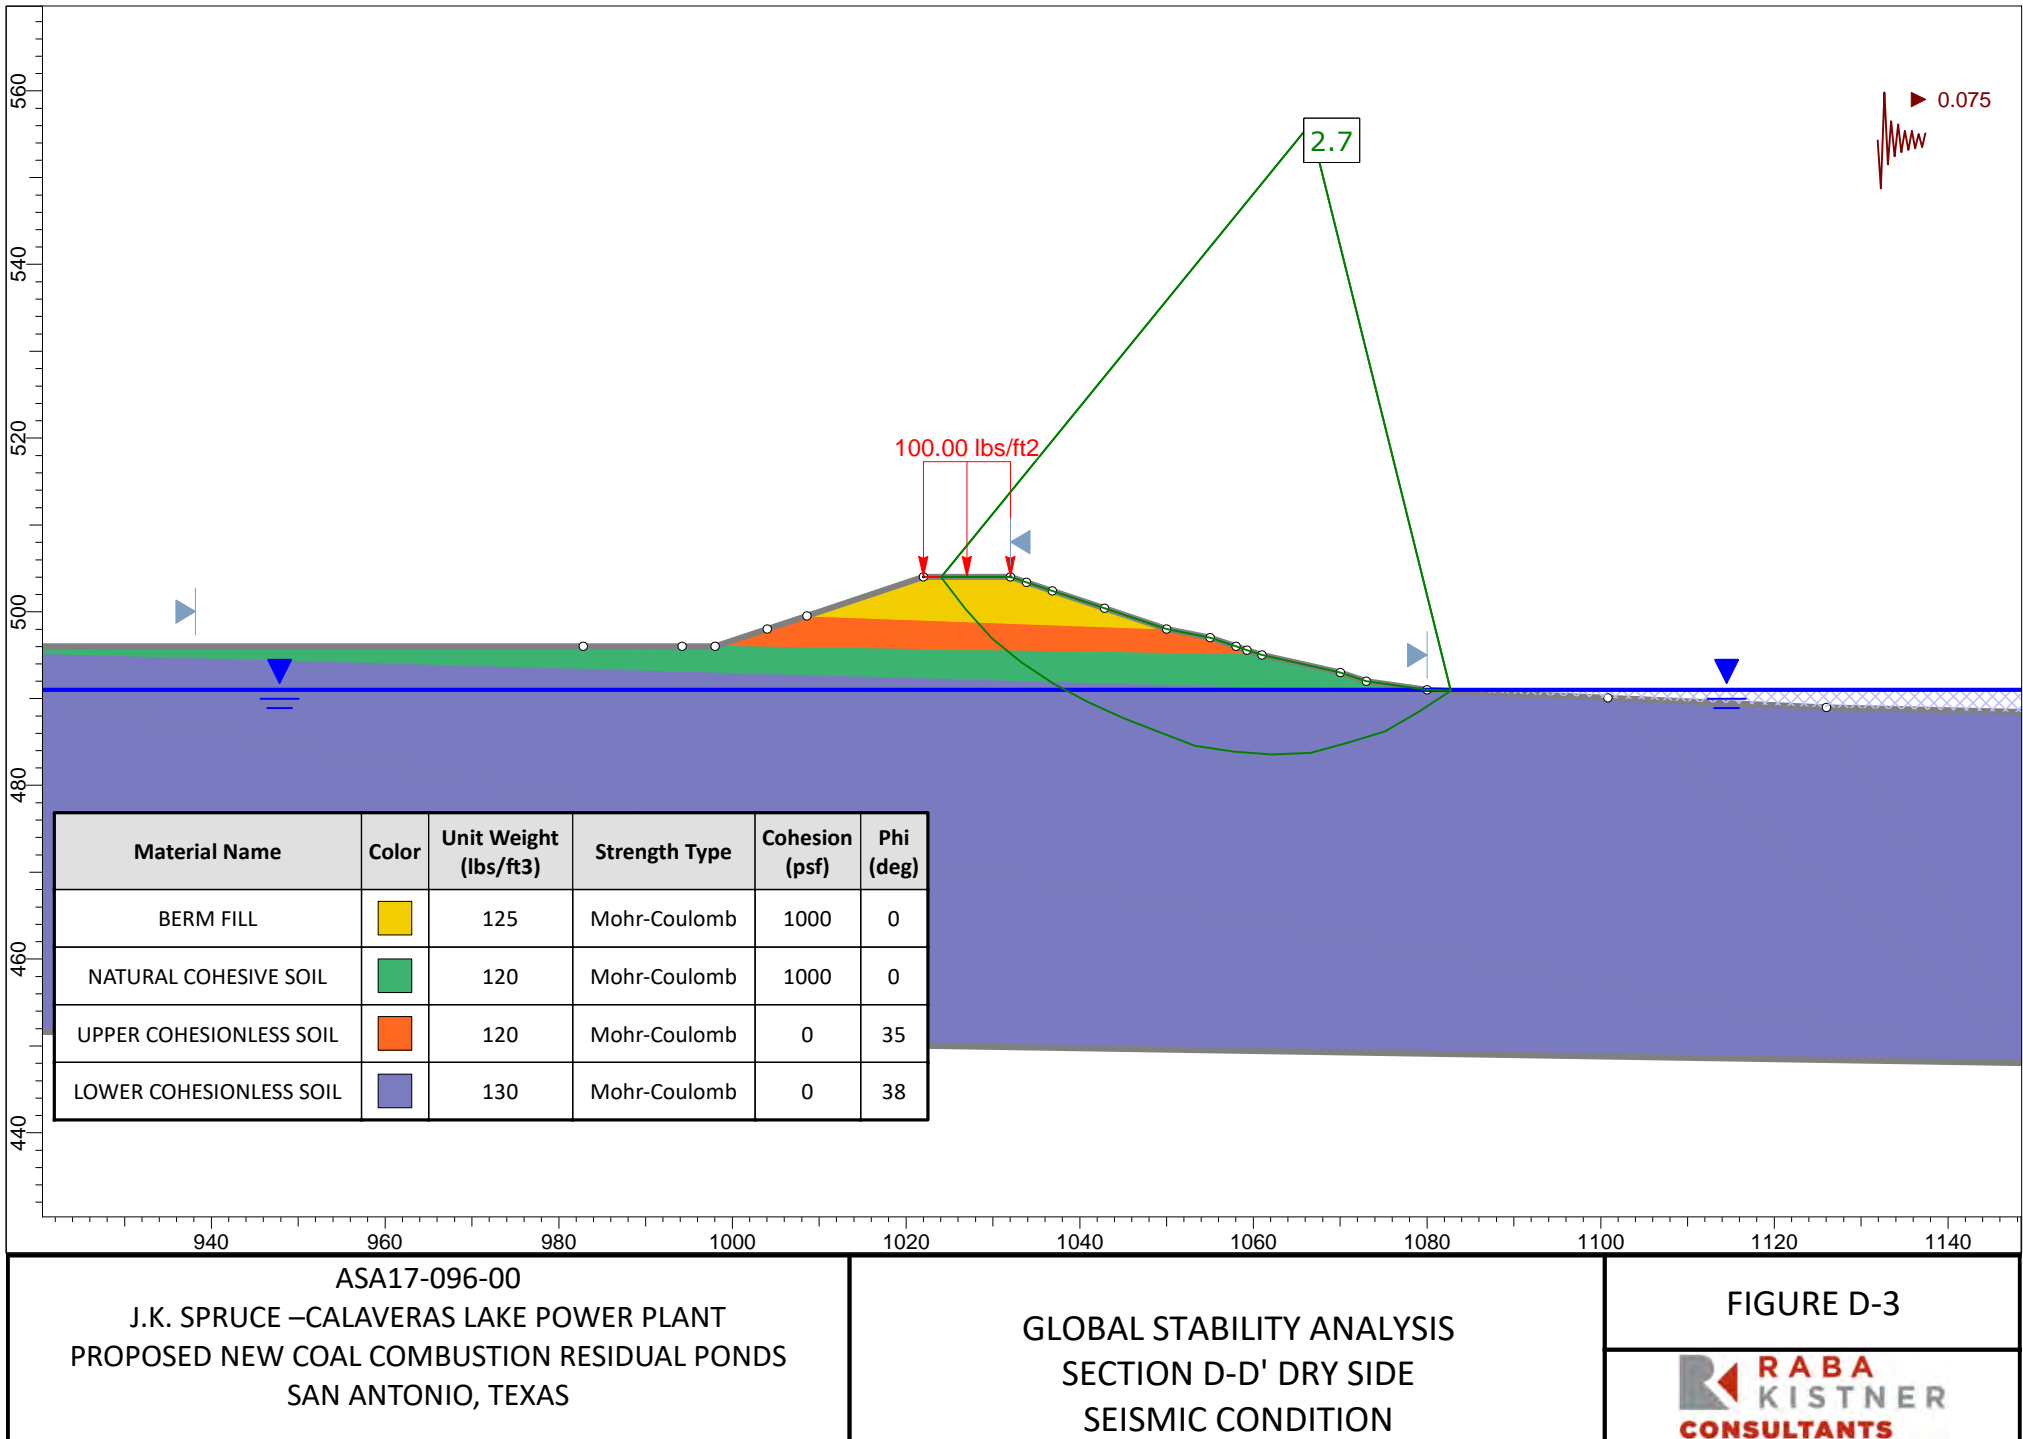 560
540
520
500
480
460
440
0.075
2.7
100.00 lbs/ft2
Material Name Color Unit Weight (lbs/ft3) Strength Type Cohesion (psf) Phi (deg)
BERM FILL 125 Mohr-Coulomb 1000 0
NATURAL COHESIVE SOIL 120 Mohr-Coulomb 1000 0
UPPER COHESIONLESS SOIL 120 Mohr-Coulomb 0 35
LOWER COHESIONLESS SOIL 130 Mohr-Coulomb 0 38
940 960 980 1000 1020 1040 1060 1080 1100 1120 1140
ASA17-096-00
J.K. SPRUCE –CALAVERAS LAKE POWER PLANT
PROPOSED NEW COAL COMBUSTION RESIDUAL PONDS
SAN ANTONIO, TEXAS
GLOBAL STABILITY ANALYSIS
SECTION D-D' DRY SIDE
SEISMIC CONDITION
FIGURE D-3
RABA
KISTNER
CONSULTANTS